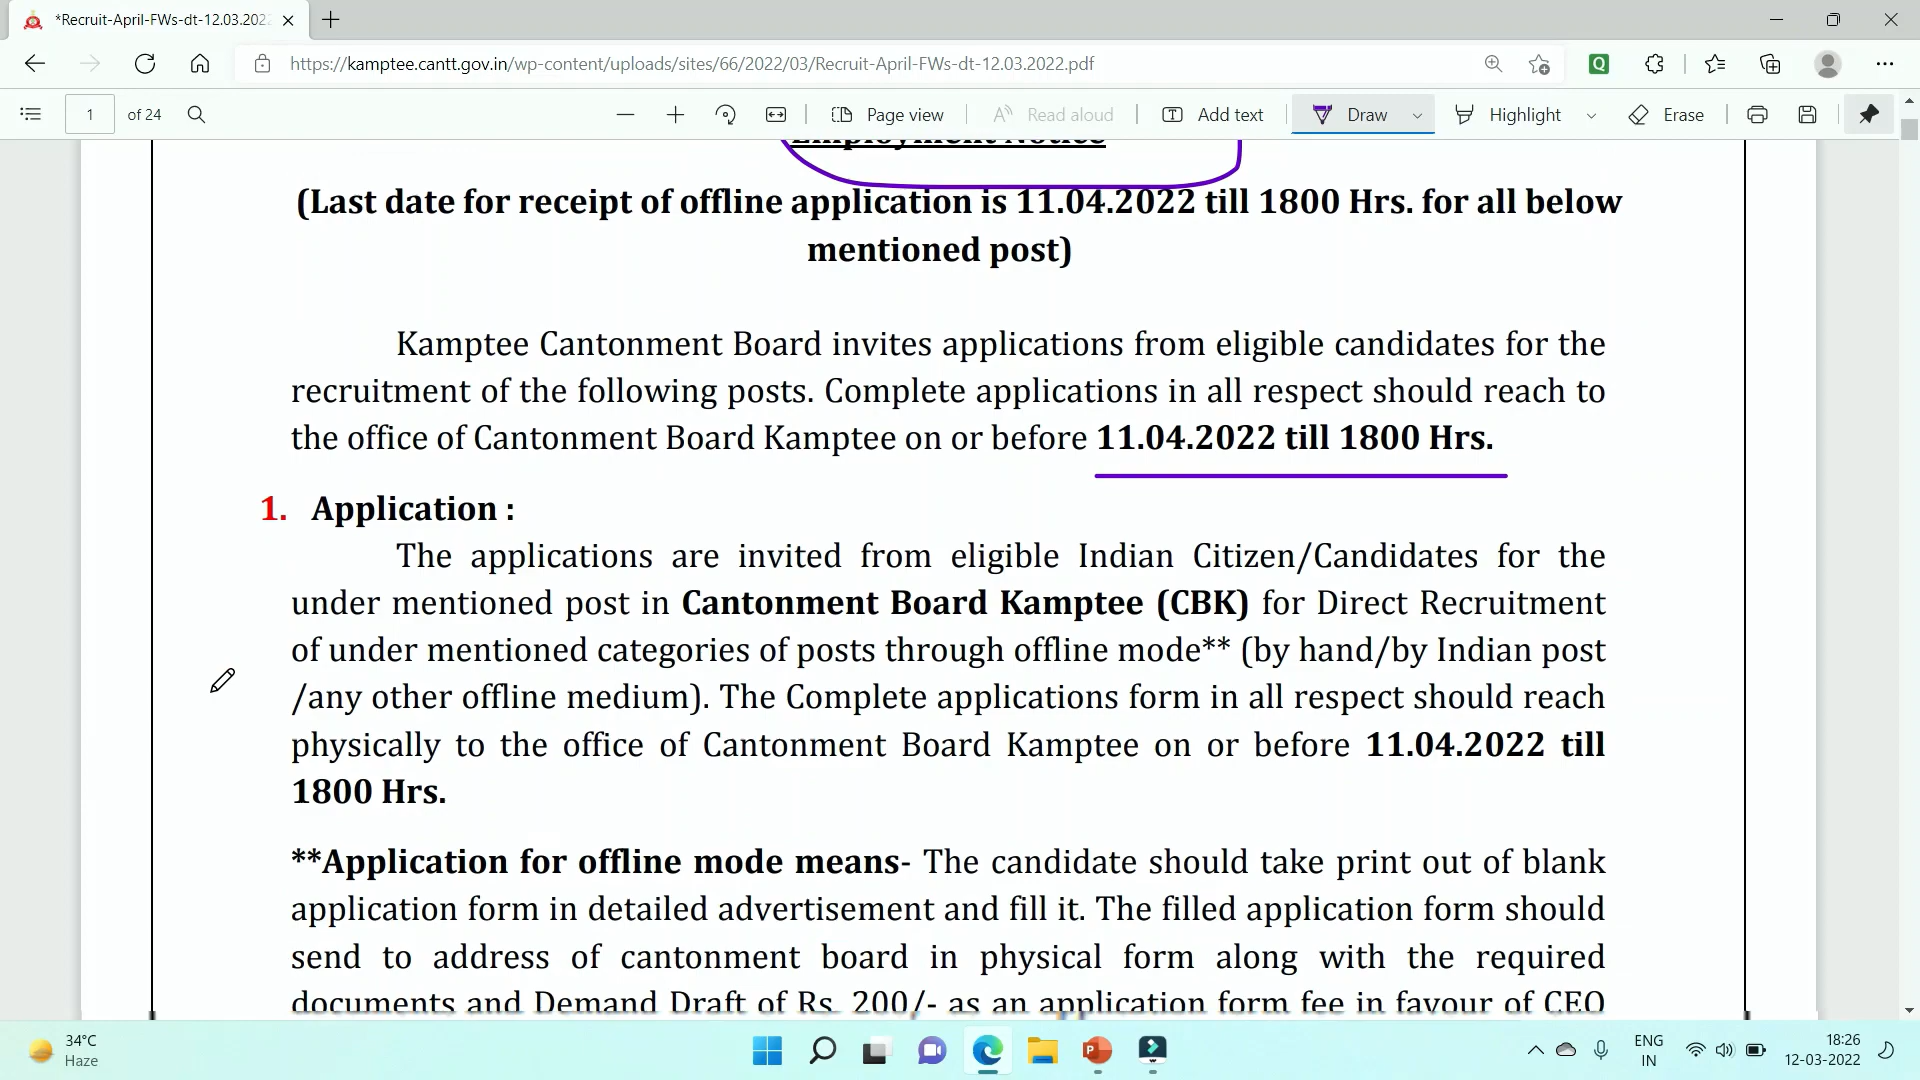 *Recruit-April-FWs-dt-12.03.202
https://kamptee.cantt.gov.in/wp-content/uploads/sites/66/2022/03/Recruit-April-FWs-dt-12.03.2022.pdf
1 of 24 Page view Read aloud Add text Draw Highlight Erase
Employment Notice
(Last date for receipt of offline application is 11.04.2022 till 1800 Hrs. for all below
mentioned post)
Kamptee Cantonment Board invites applications from eligible candidates for the
recruitment of the following posts. Complete applications in all respect should reach to
the office of Cantonment Board Kamptee on or before 11.04.2022 till 1800 Hrs.
1. Application :
The applications are invited from eligible Indian Citizen/Candidates for the
under mentioned post in Cantonment Board Kamptee (CBK) for Direct Recruitment
of under mentioned categories of posts through offline mode** (by hand/by Indian post
/any other offline medium). The Complete applications form in all respect should reach
physically to the office of Cantonment Board Kamptee on or before 11.04.2022 till
1800 Hrs.
**Application for offline mode means- The candidate should take print out of blank
application form in detailed advertisement and fill it. The filled application form should
send to address of cantonment board in physical form along with the required
documents and Demand Draft of Rs. 200/- as an application form fee in favour of CEO
34°C
Haze
ENG
IN
18:26
12-03-2022